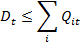 D_t ≤ ∑_i Q_it